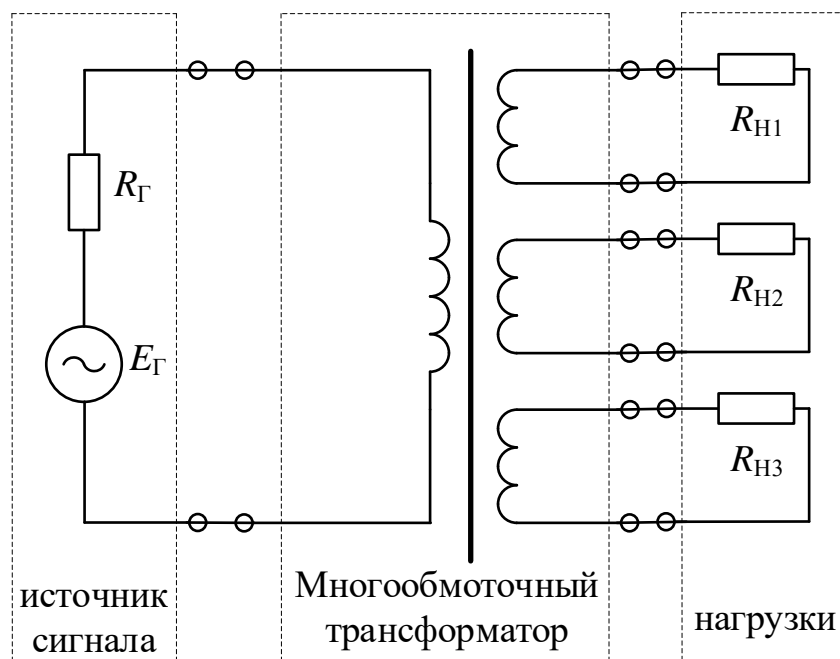 R_Г
E_Г
R_Н1
R_Н2
R_Н3
источник
сигнала
Многообмоточный
трансформатор
нагрузки